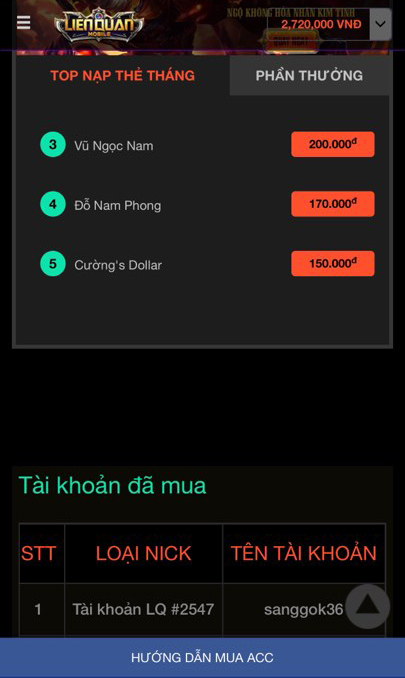 NGỘ KHÔNG HỎA NHÃN KIM TINH
LIÊN QUÂN
MOBILE
2,720,000 VNĐ
TOP NẠP THẺ THÁNG
PHẦN THƯỞNG
3 Vũ Ngọc Nam 200.000đ
4 Đỗ Nam Phong 170.000đ
5 Cường's Dollar 150.000đ
Tài khoản đã mua
STT LOẠI NICK TÊN TÀI KHOẢN
1 Tài khoản LQ #2547 sanggok36
HƯỚNG DẪN MUA ACC